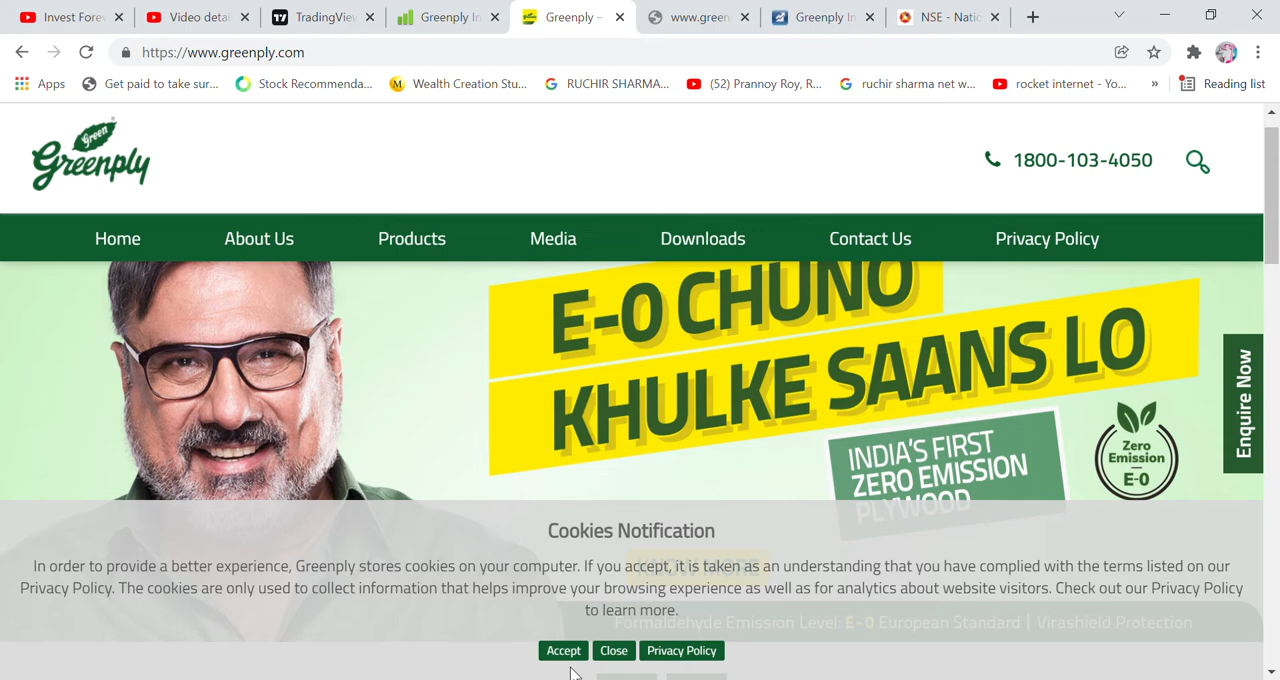 Invest Fore
Video detai
TradingView
Greenply In
Greenply –
www.green
Greenply In
NSE - Natio
https://www.greenply.com
Apps
Get paid to take sur...
Stock Recommenda...
Wealth Creation Stu...
RUCHIR SHARMA...
(52) Prannoy Roy, R...
ruchir sharma net w...
rocket internet - Yo...
»
Reading list
Green
Greenply
1800-103-4050
Home
About Us
Products
Media
Downloads
Contact Us
Privacy Policy
E-0 CHUNO
KHULKE SAANS LO
INDIA'S FIRST
ZERO EMISSION
PLYWOOD
Zero
Emission
E-0
Enquire Now
Cookies Notification
KNOW MORE
In order to provide a better experience, Greenply stores cookies on your computer. If you accept, it is taken as an understanding that you have complied with the terms listed on our
Privacy Policy. The cookies are only used to collect information that helps improve your browsing experience as well as for analytics about website visitors. Check out our Privacy Policy
to learn more.
Formaldehyde Emission Level: E-0 European Standard | Virashield Protection
Accept
Close
Privacy Policy